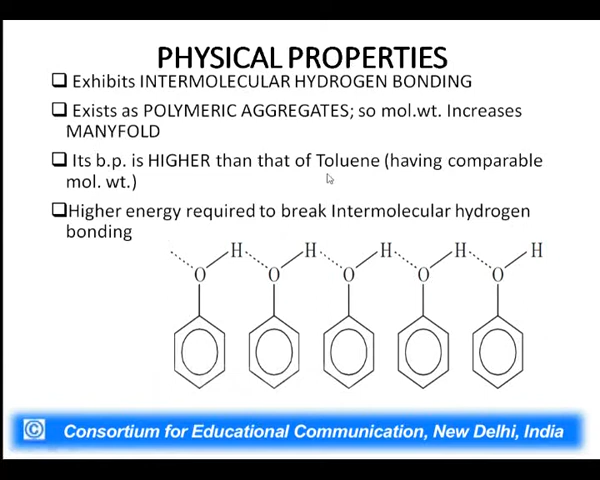 PHYSICAL PROPERTIES
❑ Exhibits INTERMOLECULAR HYDROGEN BONDING
❑ Exists as POLYMERIC AGGREGATES; so mol.wt. Increases
MANYFOLD
❑ Its b.p. is HIGHER than that of Toluene (having comparable
mol. wt.)
❑Higher energy required to break Intermolecular hydrogen
bonding
H H H H H
O O O O O
© Consortium for Educational Communication, New Delhi, India